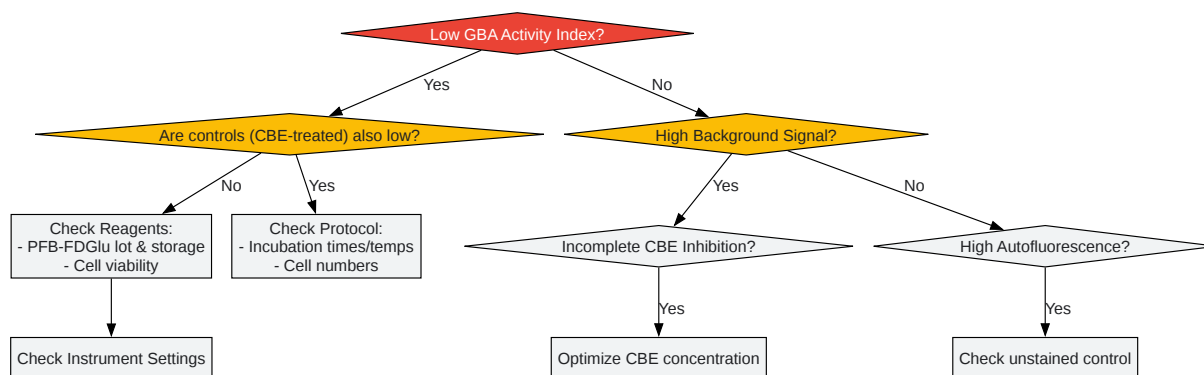 Low GBA Activity Index?
Yes
No
Are controls (CBE-treated) also low?
High Background Signal?
No
Yes
Yes
No
Check Reagents:
- PFB-FDGlu lot & storage
- Cell viability
Check Protocol:
- Incubation times/temps
- Cell numbers
Incomplete CBE Inhibition?
High Autofluorescence?
Yes
Yes
Check Instrument Settings
Optimize CBE concentration
Check unstained control